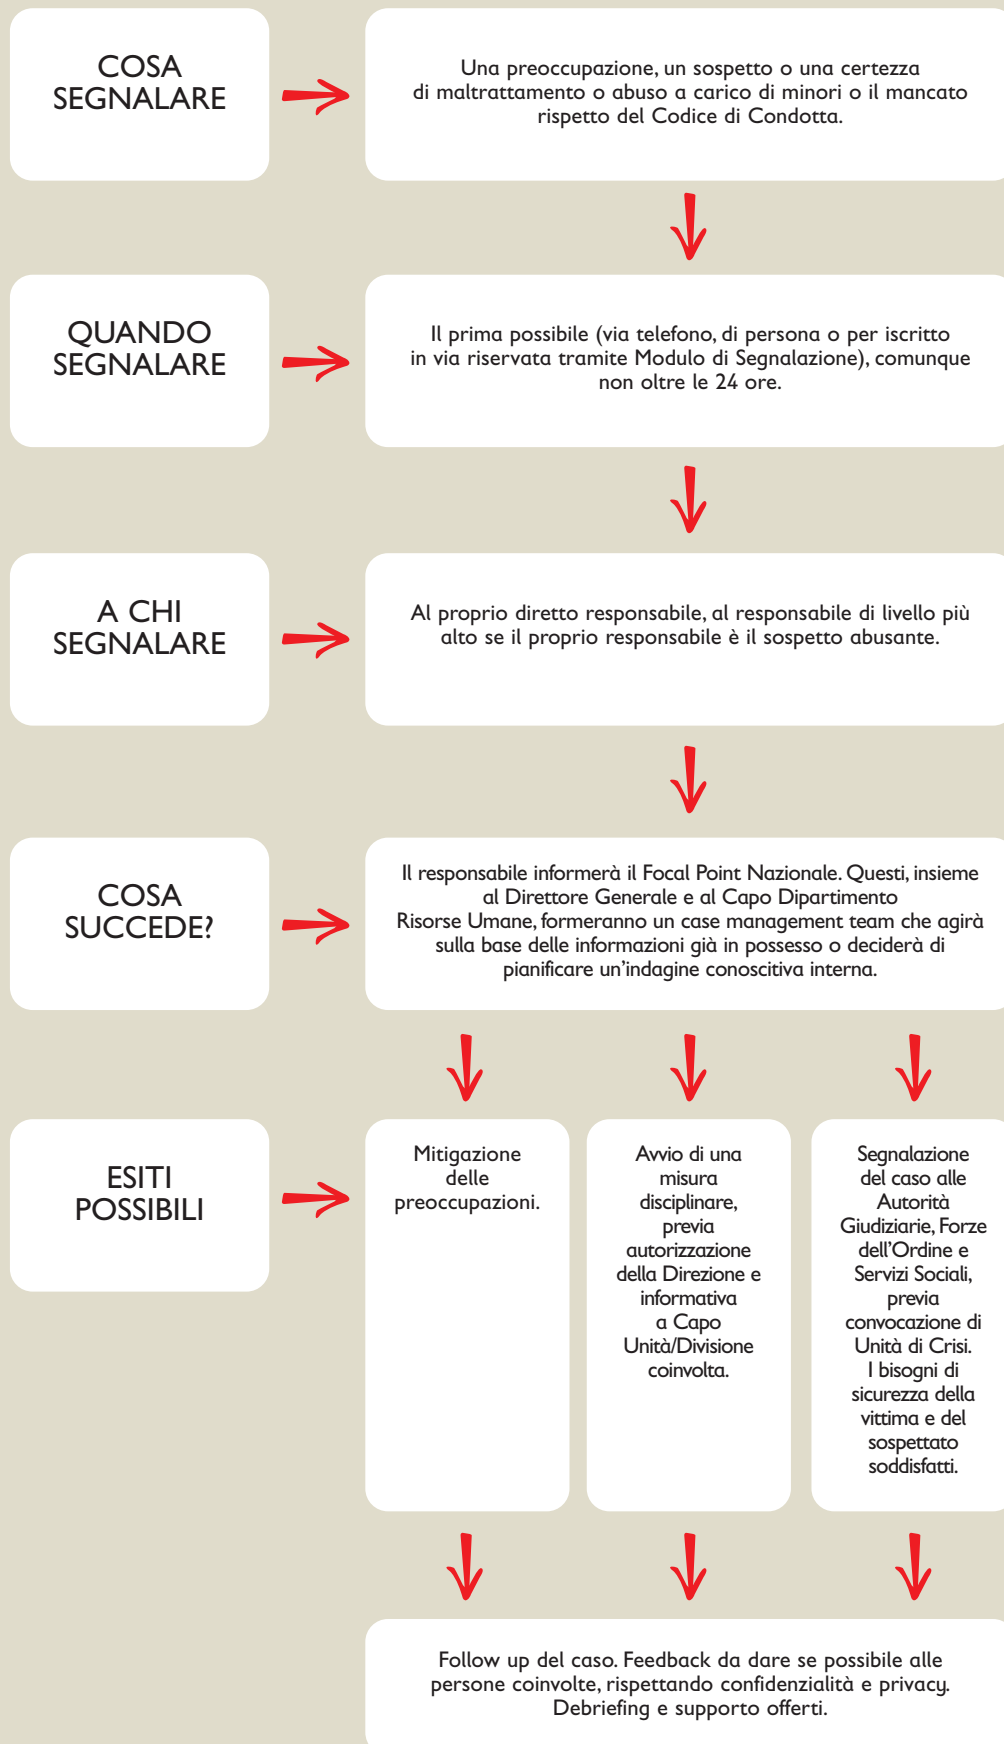 COSA
SEGNALARE
Una preoccupazione, un sospetto o una certezza
di maltrattamento o abuso a carico di minori o il mancato
rispetto del Codice di Condotta.
QUANDO
SEGNALARE
Il prima possibile (via telefono, di persona o per iscritto
in via riservata tramite Modulo di Segnalazione), comunque
non oltre le 24 ore.
A CHI
SEGNALARE
Al proprio diretto responsabile, al responsabile di livello più
alto se il proprio responsabile è il sospetto abusante.
COSA
SUCCEDE?
Il responsabile informerà il Focal Point Nazionale. Questi, insieme
al Direttore Generale e al Capo Dipartimento
Risorse Umane, formeranno un case management team che agirà
sulla base delle informazioni già in possesso o deciderà di
pianificare un’indagine conoscitiva interna.
ESITI
POSSIBILI
Mitigazione
delle
preoccupazioni.
Avvio di una
misura
disciplinare,
previa
autorizzazione
della Direzione e
informativa
a Capo
Unità/Divisione
coinvolta.
Segnalazione
del caso alle
Autorità
Giudiziarie, Forze
dell’Ordine e
Servizi Sociali,
previa
convocazione di
Unità di Crisi.
I bisogni di
sicurezza della
vittima e del
sospettato
soddisfatti.
Follow up del caso. Feedback da dare se possibile alle
persone coinvolte, rispettando confidenzialità e privacy.
Debriefing e supporto offerti.